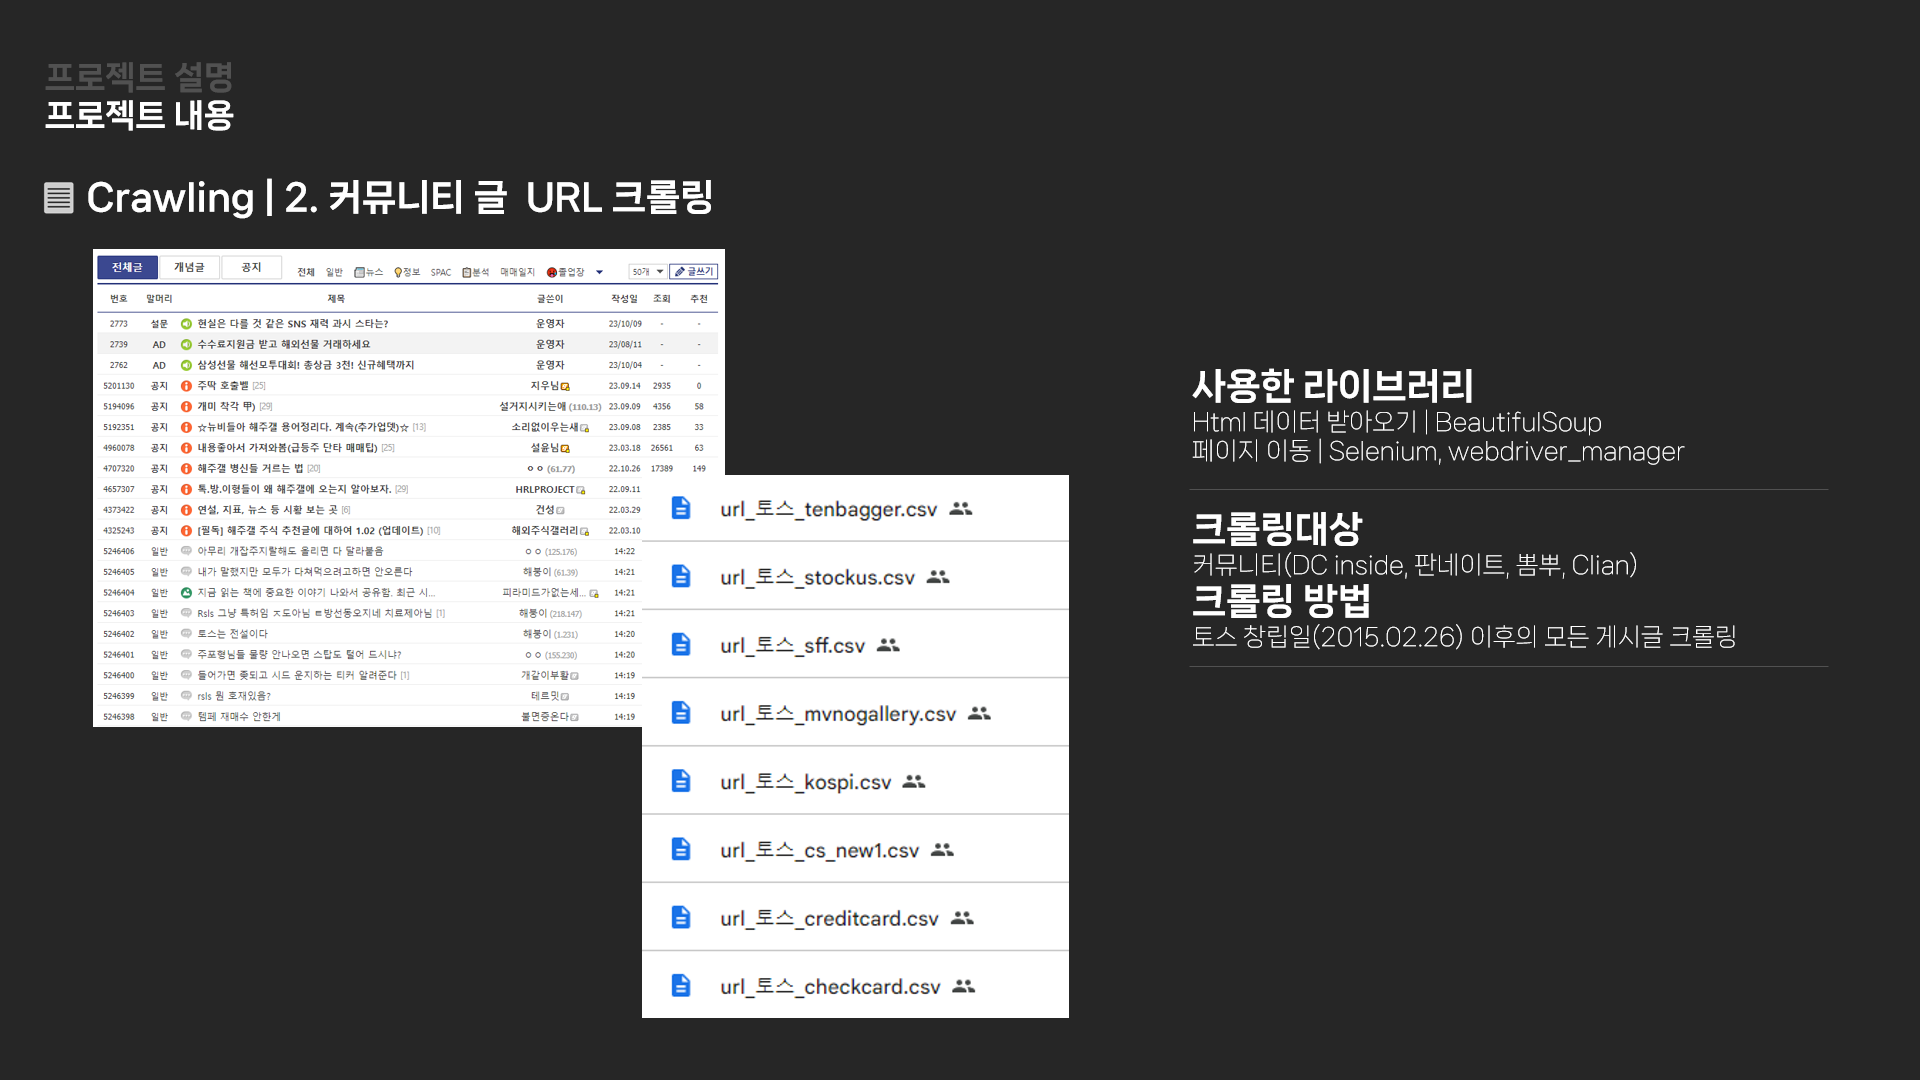 프로젝트 설명
프로젝트 내용
Crawling | 2. 커뮤니티 글 URL 크롤링
전체글 개념글 공지 전체 일반 뉴스 정보 SPAC 분석 매매일지 졸업장 50개 글쓰기
번호 말머리 제목 글쓴이 작성일 조회 추천
2773 설문 현실은 다를 것 같은 SNS 재력 과시 스타는? 운영자 23/10/09 - -
2739 AD 수수료지원금 받고 해외선물 거래하세요 운영자 23/08/11 - -
2762 AD 삼성선물 해선모투대회! 총상금 3천! 신규혜택까지 운영자 23/10/04 - -
5201130 공지 주딱 호출벨 [25] 지우님 23.09.14 2935 0
5194096 공지 개미 착각 甲) [29] 설거지시키는애 (110.13) 23.09.09 4356 58
5192351 공지 ☆뉴비들아 해주갤 용어정리다. 계속(추가업뎃)☆ [13] 소리없이우는새 23.09.08 2385 33
4960078 공지 내용좋아서 가져와봄(급등주 단타 매매팁) [25] 설윤님 23.03.18 26561 63
4707320 공지 해주갤 병신들 거르는 법 [20] ㅇㅇ (61.77) 22.10.26 17389 149
4657307 공지 톡.방.이형들이 왜 해주갤에 오는지 알아보자. [29] HRLPROJECT 22.09.11
4373422 공지 연설, 지표, 뉴스 등 시황 보는 곳 [6] 건성 22.03.29
4325243 공지 [필독] 해주갤 주식 추천글에 대하여 1.02 (업데이트) [10] 해외주식갤러리 22.03.10
5246406 일반 아무리 개잡주지랄해도 올리면 다 달라붙음 ㅇㅇ (125.176) 14:22
5246405 일반 내가 말했지만 모두가 다쳐먹으려고하면 안오른다 해붕이 (61.39) 14:21
5246404 일반 지금 읽는 책에 중요한 이야기 나와서 공유함. 최근 시... 피라미드가없는세... 14:21
5246403 일반 Rsls 그냥 특허임 ㅈ도아님 ㅌ방선동오지네 치료제아님 [1] 해붕이 (218.147) 14:21
5246402 일반 토스는 전설이다 해붕이 (1.231) 14:20
5246401 일반 주포형님들 물량 안나오면 스탑도 털어 드시냐? ㅇㅇ (155.230) 14:20
5246400 일반 들어가면 좆되고 시드 운지하는 티커 알려준다 [1] 개같이부활 14:19
5246399 일반 rsls 뭔 호재있음? 테르밋 14:19
5246398 일반 템페 재매수 안한게 불면증온다 14:19
url_토스_tenbagger.csv
url_토스_stockus.csv
url_토스_sff.csv
url_토스_mvnogallery.csv
url_토스_kospi.csv
url_토스_cs_new1.csv
url_토스_creditcard.csv
url_토스_checkcard.csv
사용한 라이브러리
Html 데이터 받아오기 | BeautifulSoup
페이지 이동 | Selenium, webdriver_manager
크롤링대상
커뮤니티(DC inside, 판네이트, 뽐뿌, Clian)
크롤링 방법
토스 창립일(2015.02.26) 이후의 모든 게시글 크롤링